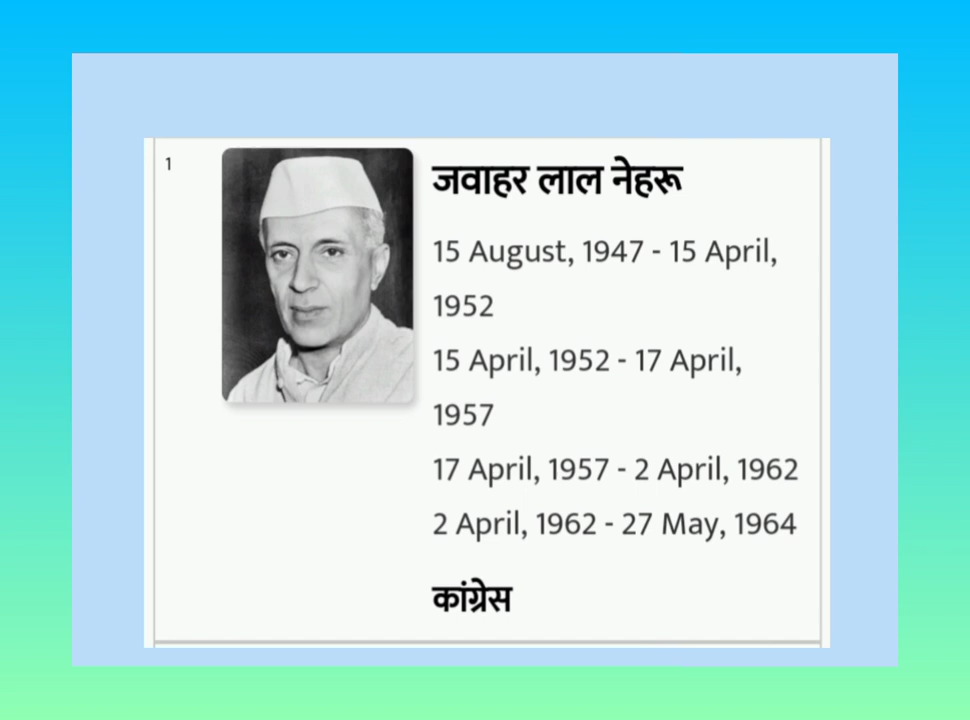 1
जवाहर लाल नेहरू
15 August, 1947 - 15 April,
1952
15 April, 1952 - 17 April,
1957
17 April, 1957 - 2 April, 1962
2 April, 1962 - 27 May, 1964
कांग्रेस